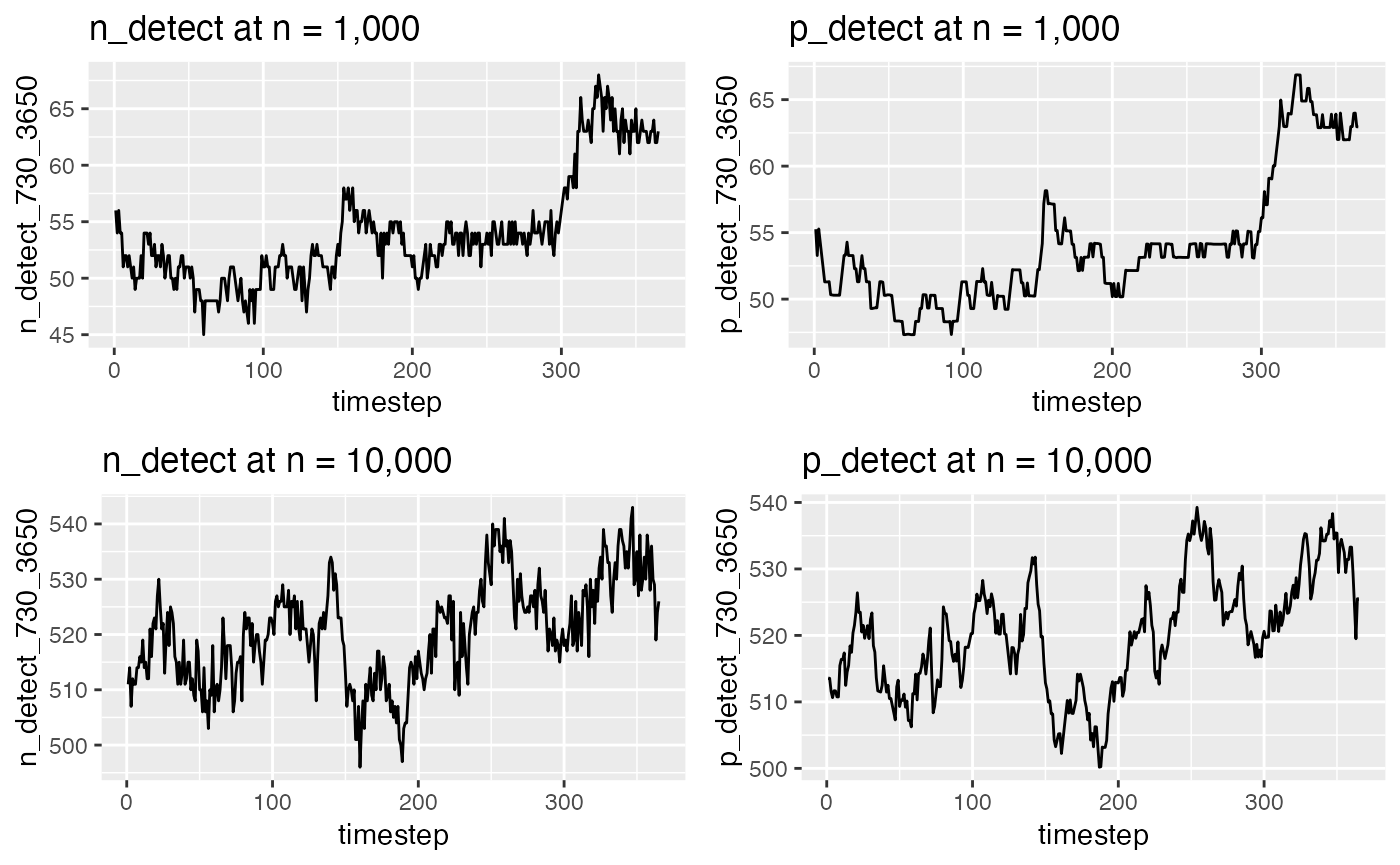 n_detect at n = 1,000
n_detect_730_3650
65
60
55
50
45
0 100 200 300
timestep
p_detect at n = 1,000
p_detect_730_3650
65
60
55
50
0 100 200 300
timestep
n_detect at n = 10,000
n_detect_730_3650
540
530
520
510
500
0 100 200 300
timestep
p_detect at n = 10,000
p_detect_730_3650
540
530
520
510
500
0 100 200 300
timestep